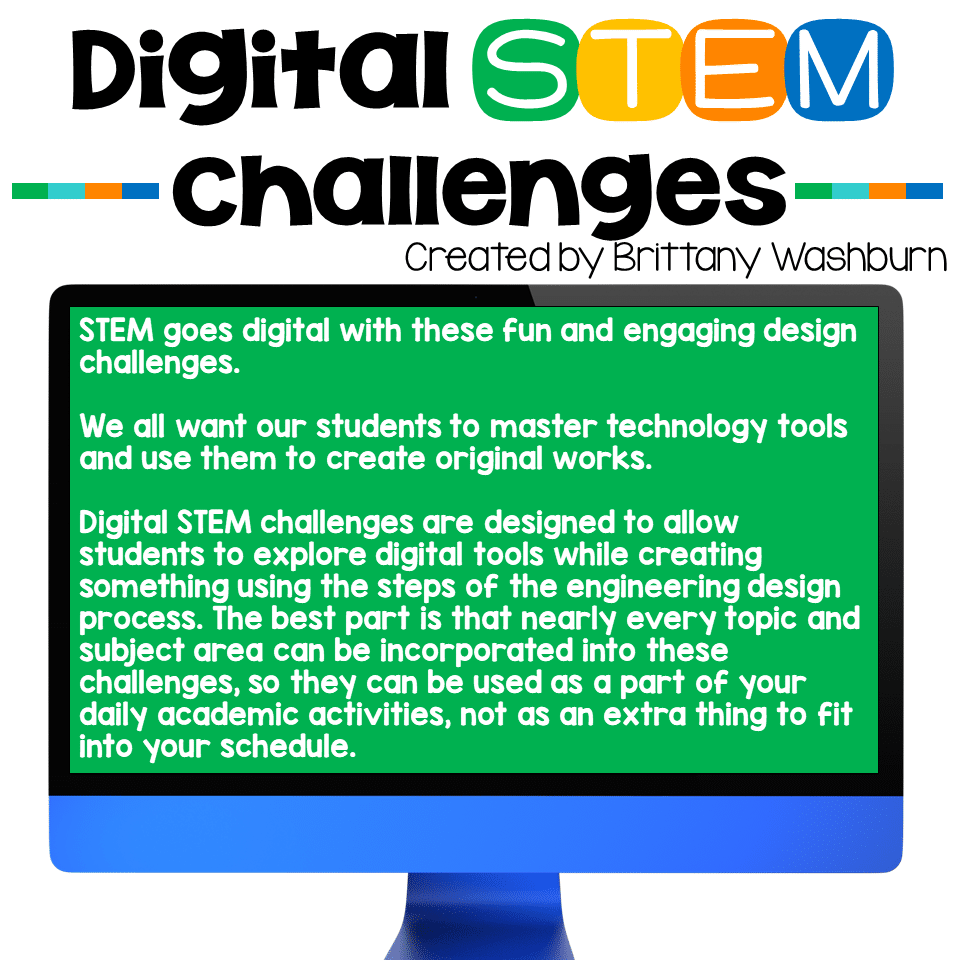 Digital STEM
Challenges
Created by Brittany Washburn
STEM goes digital with these fun and engaging design
challenges.
We all want our students to master technology tools
and use them to create original works.
Digital STEM challenges are designed to allow
students to explore digital tools while creating
something using the steps of the engineering design
process. The best part is that nearly every topic and
subject area can be incorporated into these
challenges, so they can be used as a part of your
daily academic activities, not as an extra thing to fit
into your schedule.